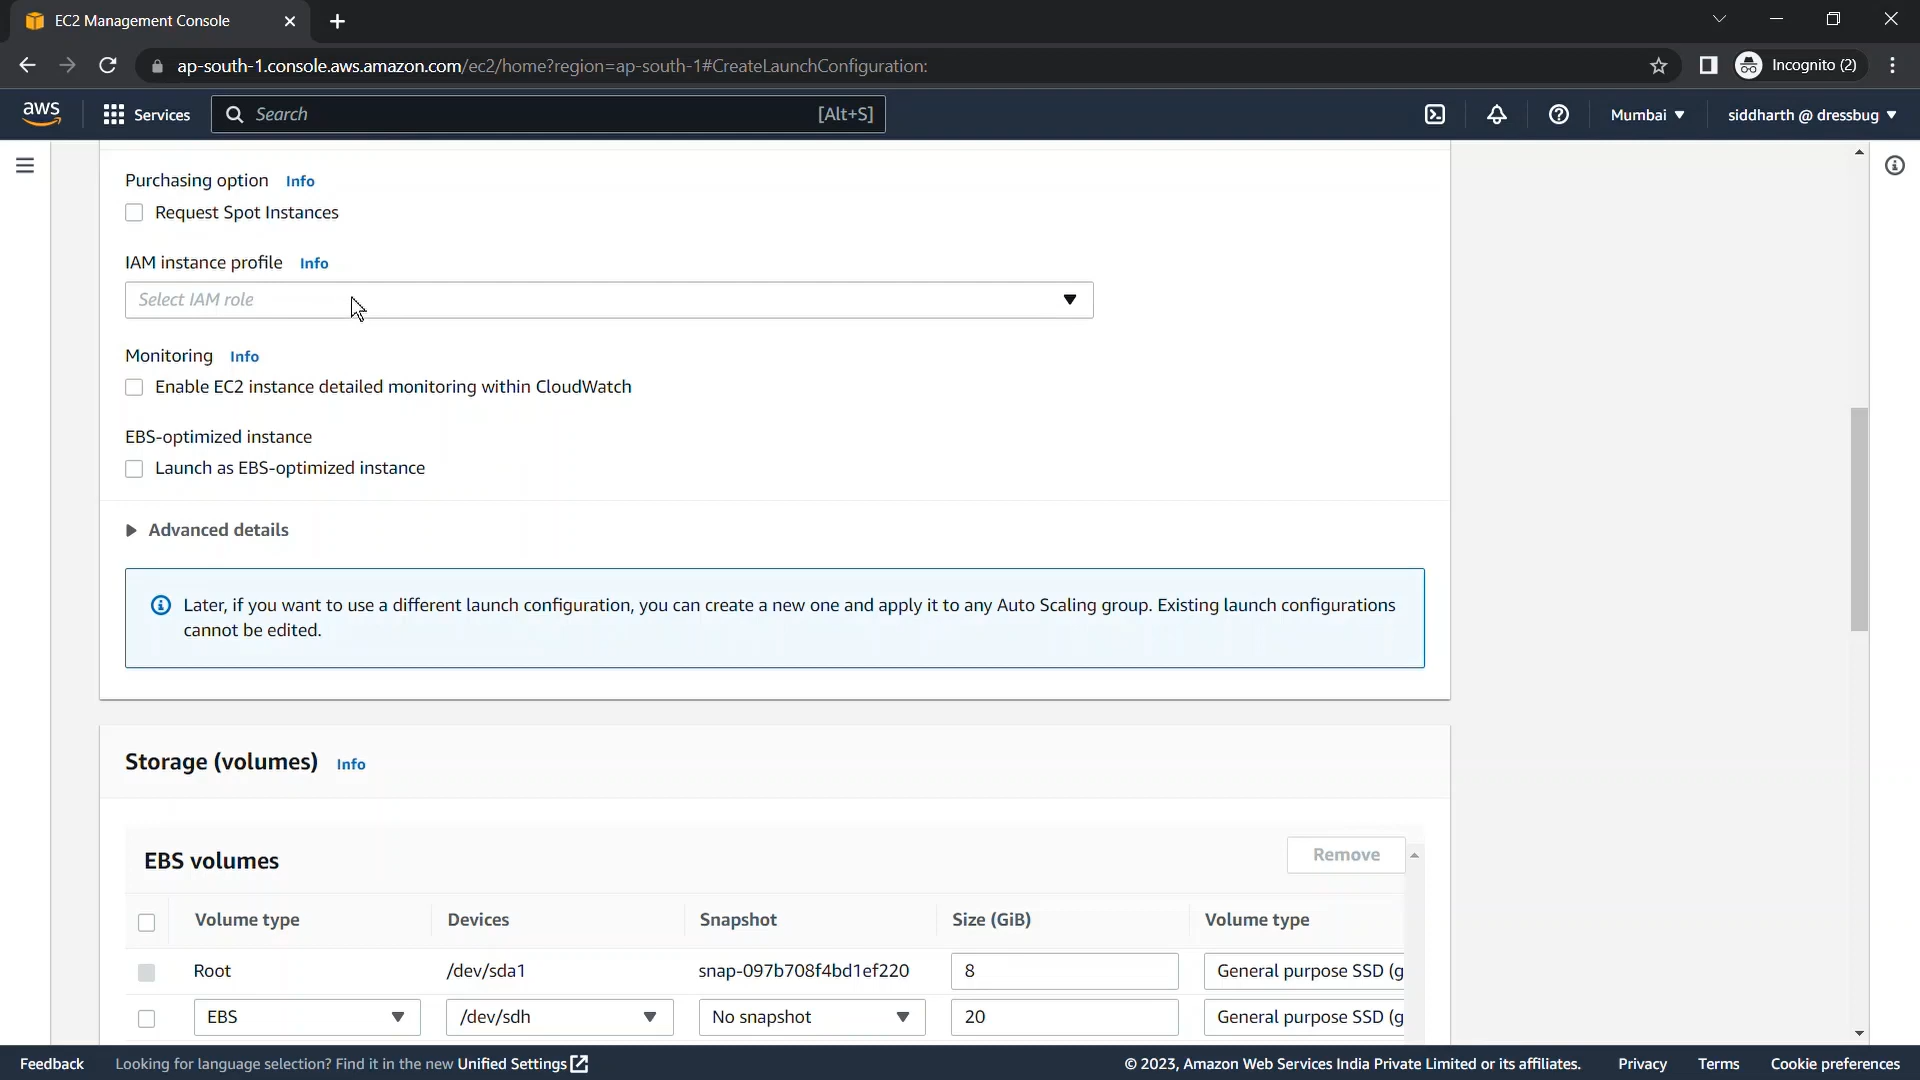 EC2 Management Console
ap-south-1.console.aws.amazon.com/ec2/home?region=ap-south-1#CreateLaunchConfiguration:
Incognito (2)
aws
Services
Search
[Alt+S]
Mumbai
siddharth @ dressbug
Purchasing option Info
Request Spot Instances
IAM instance profile Info
Select IAM role
Monitoring Info
Enable EC2 instance detailed monitoring within CloudWatch
EBS-optimized instance
Launch as EBS-optimized instance
Advanced details
Later, if you want to use a different launch configuration, you can create a new one and apply it to any Auto Scaling group. Existing launch configurations
cannot be edited.
Storage (volumes) Info
EBS volumes
Remove
Volume type Devices Snapshot Size (GiB) Volume type
Root /dev/sda1 snap-097b708f4bd1ef220 8 General purpose SSD (g
EBS /dev/sdh No snapshot 20 General purpose SSD (g
Feedback Looking for language selection? Find it in the new Unified Settings © 2023, Amazon Web Services India Private Limited or its affiliates. Privacy Terms Cookie preferences